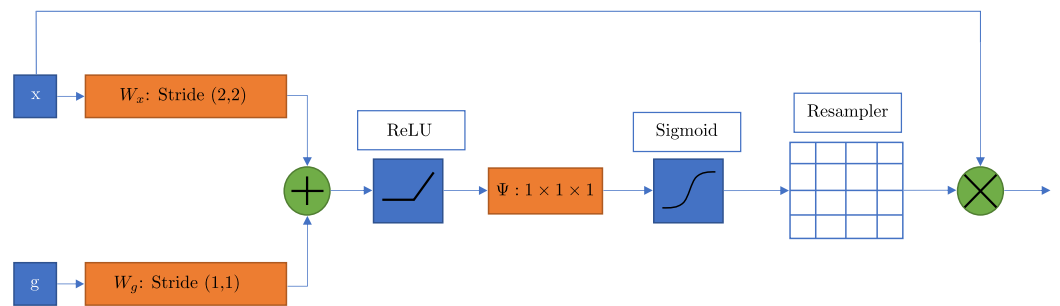 x
W_x: Stride (2,2)
ReLU
Sigmoid
Resampler
Ψ : 1 × 1 × 1
g
W_g: Stride (1,1)